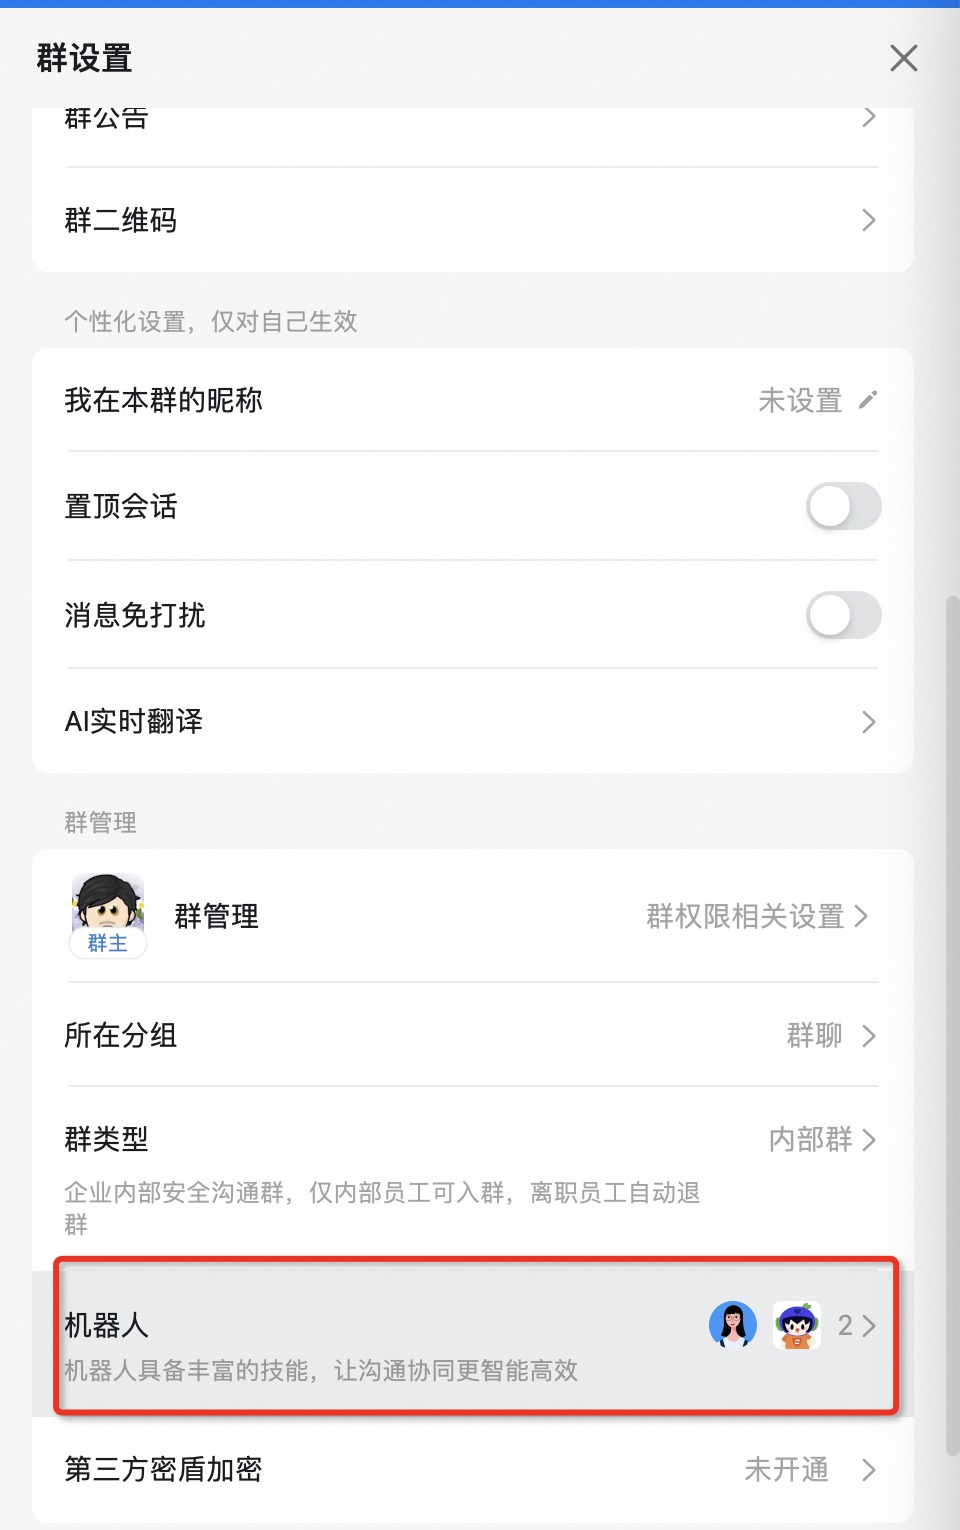 群设置
群公告
群二维码
个性化设置，仅对自己生效
我在本群的昵称
未设置
置顶会话
消息免打扰
AI实时翻译
群管理
群主
群管理
群权限相关设置
所在分组
群聊
群类型
内部群
企业内部安全沟通群，仅内部员工可入群，离职员工自动退
群
机器人
2
机器人具备丰富的技能，让沟通协同更智能高效
第三方密盾加密
未开通